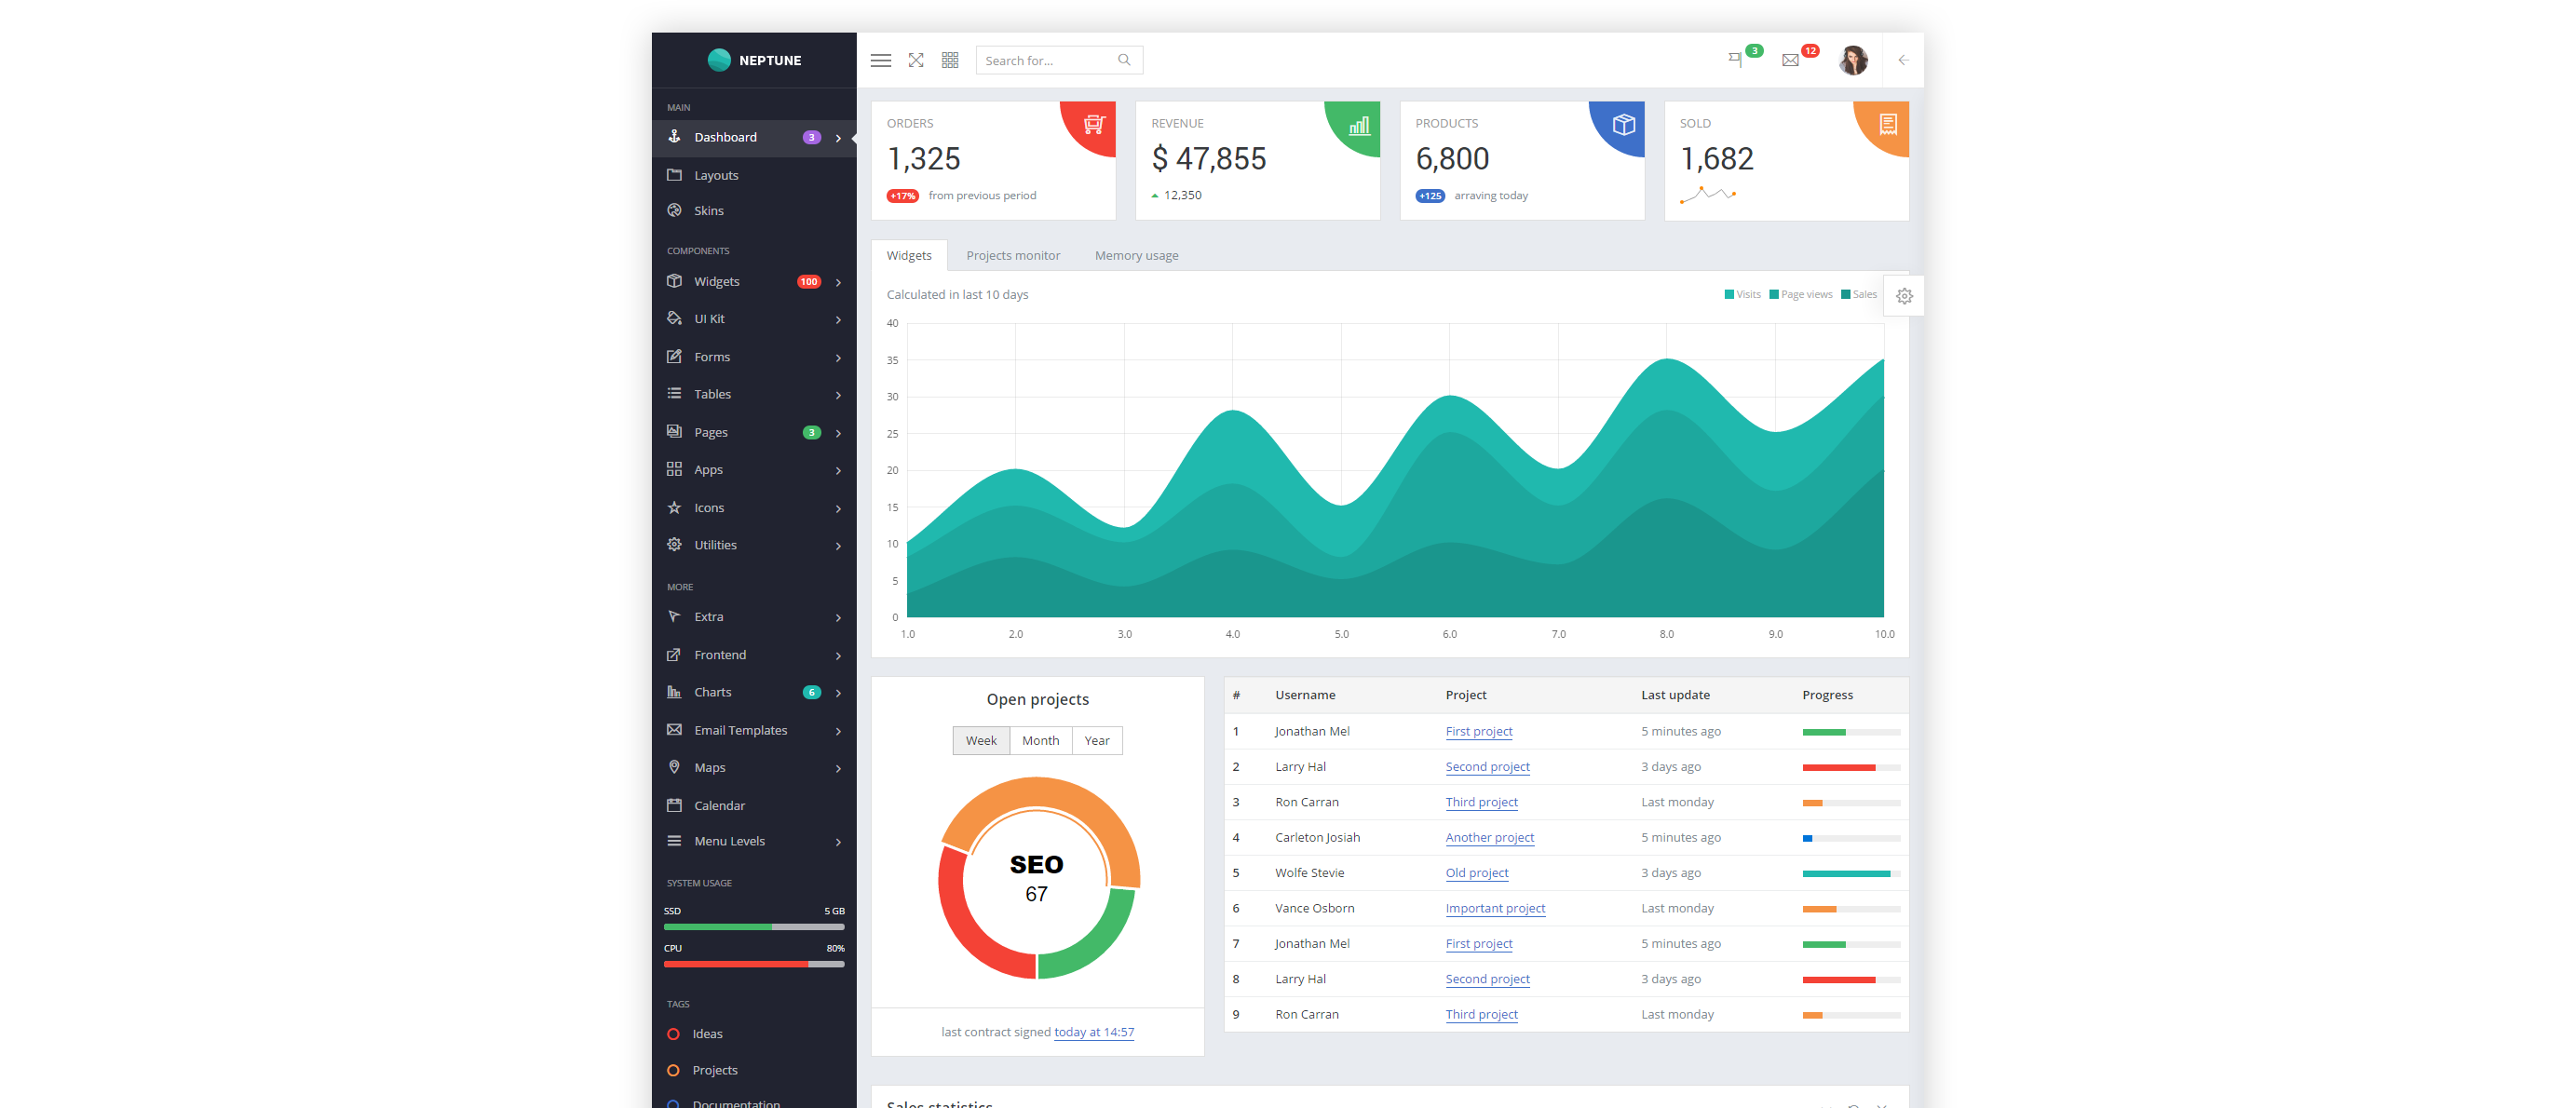 NEPTUNE
Search for...
3
12
MAIN
Dashboard 3
Layouts
Skins
COMPONENTS
Widgets 100
UI Kit
Forms
Tables
Pages 3
Apps
Icons
Utilities
MORE
Extra
Frontend
Charts 6
Email Templates
Maps
Calendar
Menu Levels
SYSTEM USAGE
SSD 5 GB
CPU 80%
TAGS
Ideas
Projects
Documentation
ORDERS
1,325
+17% from previous period
REVENUE
$ 47,855
12,350
PRODUCTS
6,800
+125 arraving today
SOLD
1,682
Widgets Projects monitor Memory usage
Calculated in last 10 days
Visits Page views Sales
40
35
30
25
20
15
10
5
0
1.0 2.0 3.0 4.0 5.0 6.0 7.0 8.0 9.0 10.0
Open projects
Week Month Year
SEO
67
last contract signed today at 14:57
# Username Project Last update Progress
1 Jonathan Mel First project 5 minutes ago
2 Larry Hal Second project 3 days ago
3 Ron Carran Third project Last monday
4 Carleton Josiah Another project 5 minutes ago
5 Wolfe Stevie Old project 3 days ago
6 Vance Osborn Important project Last monday
7 Jonathan Mel First project 5 minutes ago
8 Larry Hal Second project 3 days ago
9 Ron Carran Third project Last monday
Sales statistics